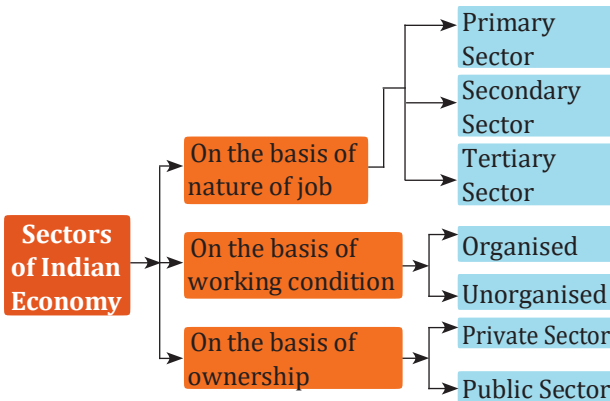 Sectors
of Indian
Economy
On the basis of
nature of job
Primary
Sector
Secondary
Sector
Tertiary
Sector
On the basis of
working condition
Organised
Unorganised
On the basis of
ownership
Private Sector
Public Sector